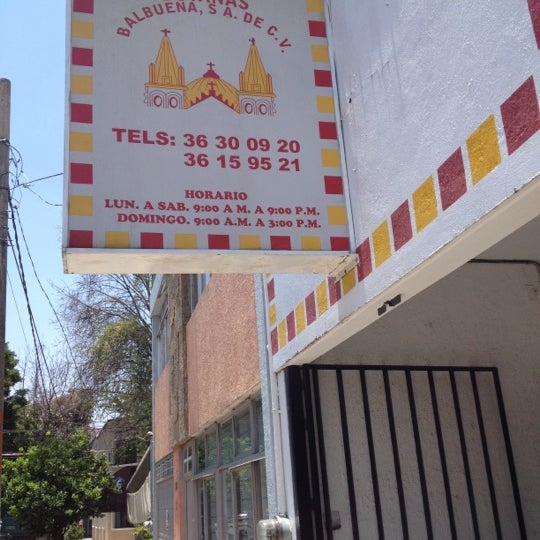 BALBUENA, S A. DE C.V.
TELS: 36 30 09 20
36 15 95 21
HORARIO
LUN. A SAB. 9:00 A M. A 9:00 P.M.
DOMINGO. 9:00 A.M. A 3:00 P.M.